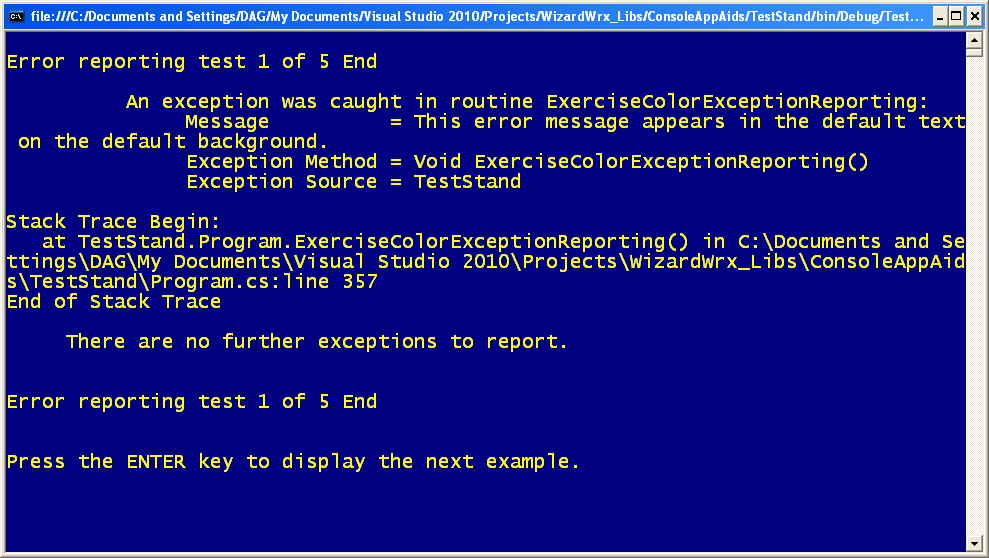 file:///C:/Documents and Settings/DAG/My Documents/Visual Studio 2010/Projects/WizardWrx_Libs/ConsoleAppAids/TestStand/bin/Debug/Test...
Error reporting test 1 of 5 End
An exception was caught in routine ExerciseColorExceptionReporting:
Message = This error message appears in the default text
on the default background.
Exception Method = Void ExerciseColorExceptionReporting()
Exception Source = TestStand
Stack Trace Begin:
at TestStand.Program.ExerciseColorExceptionReporting() in C:\Documents and Se
ttings\DAG\My Documents\Visual Studio 2010\Projects\WizardWrx_Libs\ConsoleAppAid
s\TestStand\Program.cs:line 357
End of Stack Trace
There are no further exceptions to report.
Error reporting test 1 of 5 End
Press the ENTER key to display the next example.